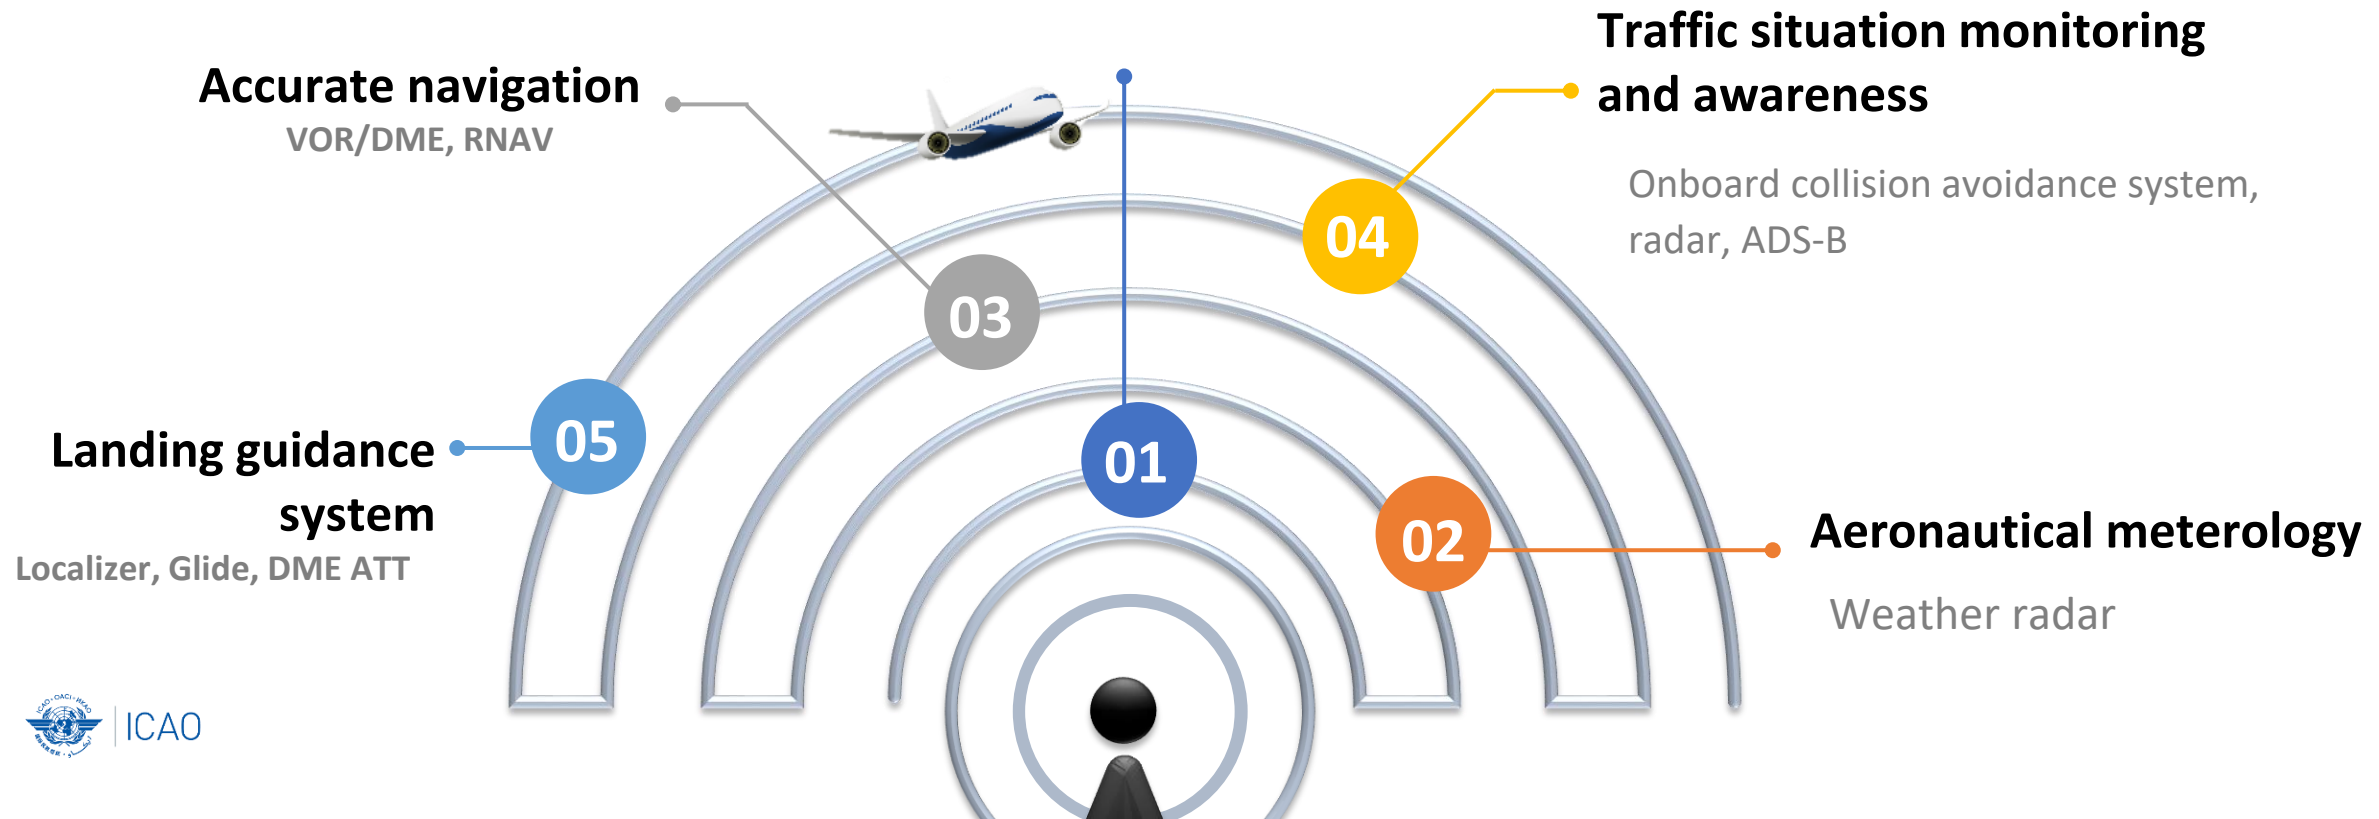 Traffic situation monitoring
and awareness
Onboard collision avoidance system,
radar, ADS-B
Accurate navigation
VOR/DME, RNAV
04
03
05
01
02
Landing guidance
system
Localizer, Glide, DME ATT
Aeronautical meterology
Weather radar
ICAO